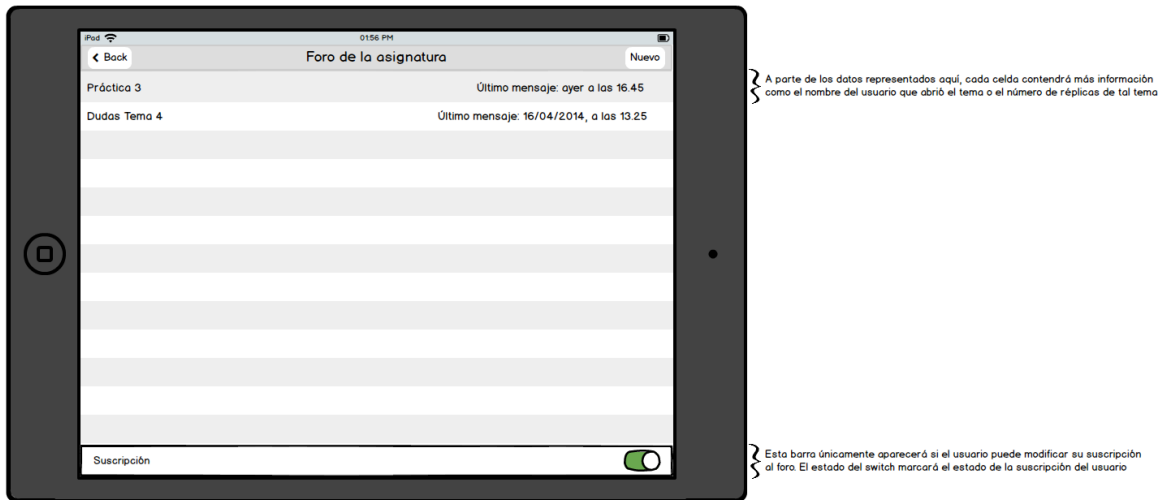 iPad 01:56 PM
Back Foro de la asignatura Nuevo
Práctica 3 Último mensaje: ayer a las 16.45
Dudas Tema 4 Último mensaje: 16/04/2014, a las 13.25
Suscripción
A parte de los datos representados aquí, cada celda contendrá más información
como el nombre del usuario que abrió el tema o el número de réplicas de tal tema
Esta barra únicamente aparecerá si el usuario puede modificar su suscripción
al foro. El estado del switch marcará el estado de la suscripción del usuario